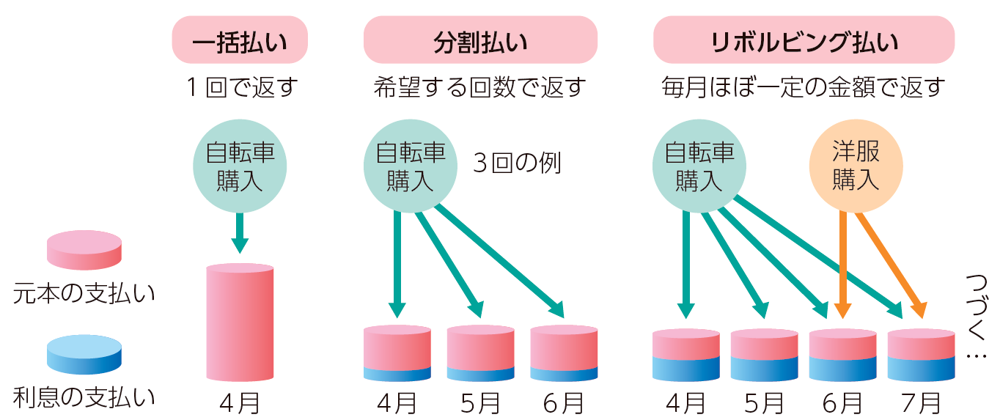 一括払い
1回で返す
自転車
購入
4月
分割払い
希望する回数で返す
自転車
購入
3回の例
4月
5月
6月
リボルビング払い
毎月ほぼ一定の金額で返す
自転車
購入
洋服
購入
4月
5月
6月
7月
つづく…
元本の支払い
利息の支払い